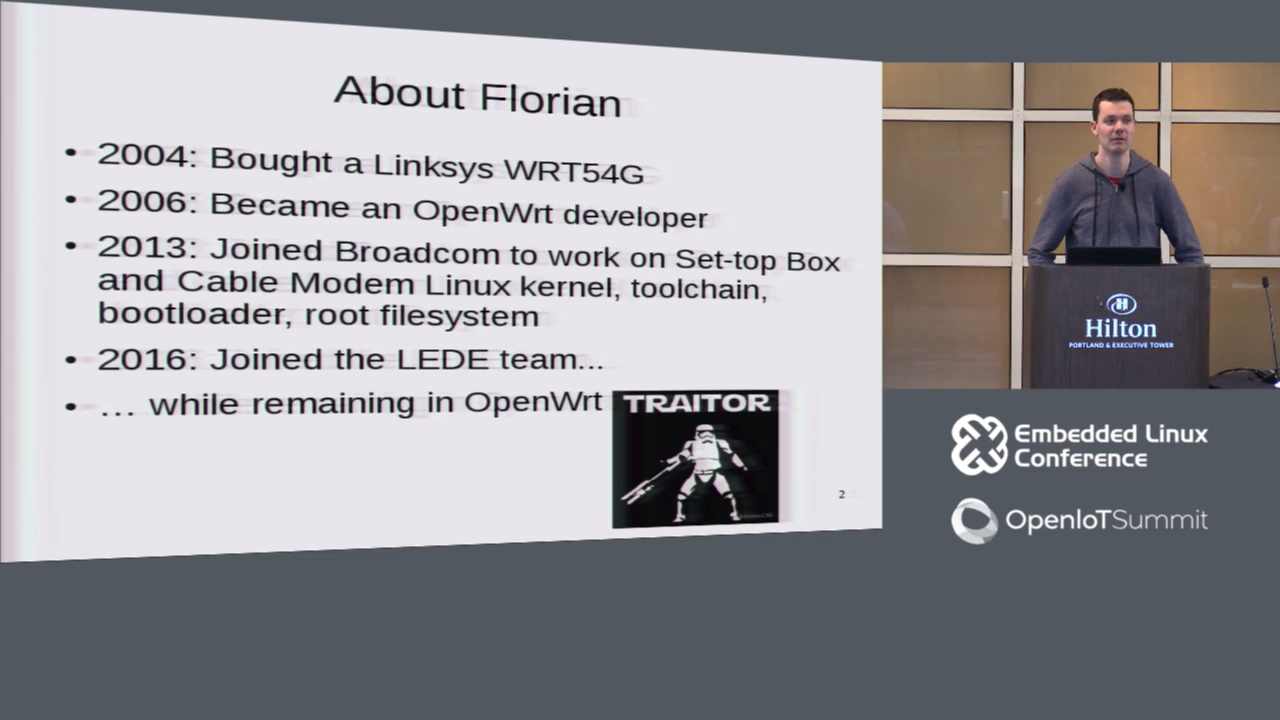 About Florian
• 2004: Bought a Linksys WRT54G
• 2006: Became an OpenWrt developer
• 2013: Joined Broadcom to work on Set-top Box
and Cable Modem Linux kernel, toolchain,
bootloader, root filesystem
• 2016: Joined the LEDE team...
• … while remaining in OpenWrt
TRAITOR
2
Hilton
PORTLAND & EXECUTIVE TOWER
Embedded Linux
Conference
OpenIoTSummit